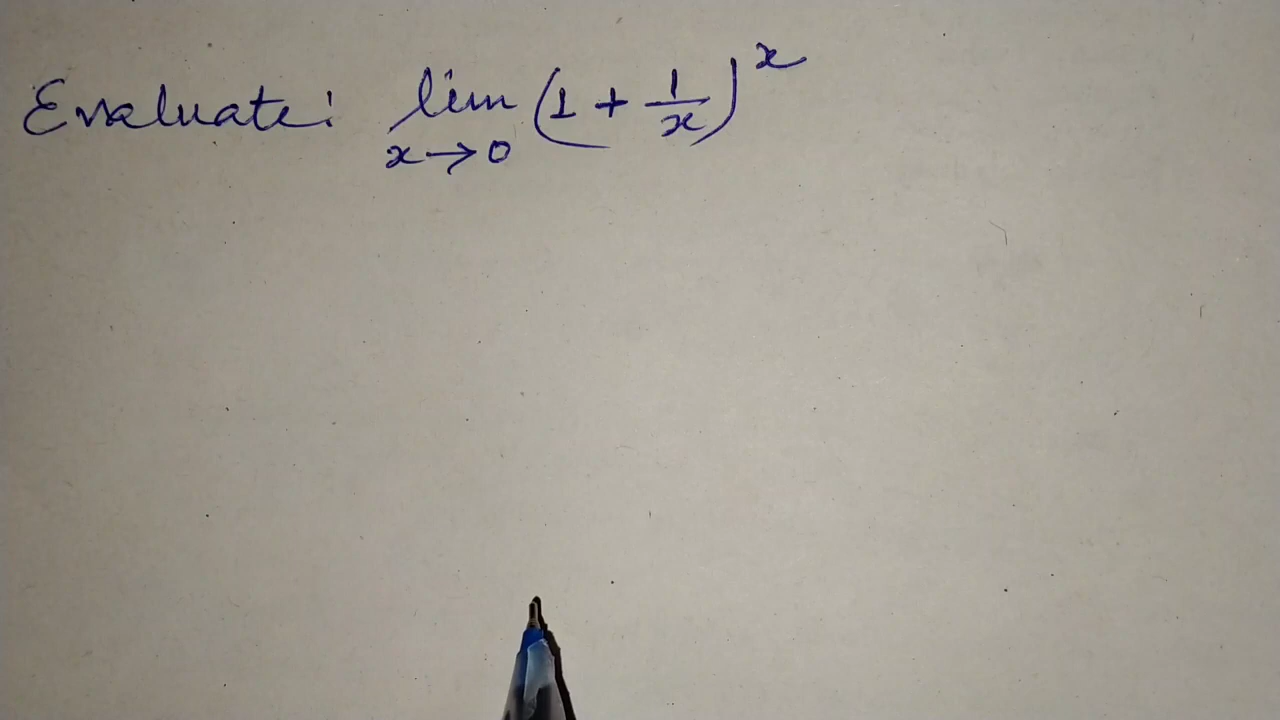 Evaluate: lim (1 + 1/x)^x
x→0